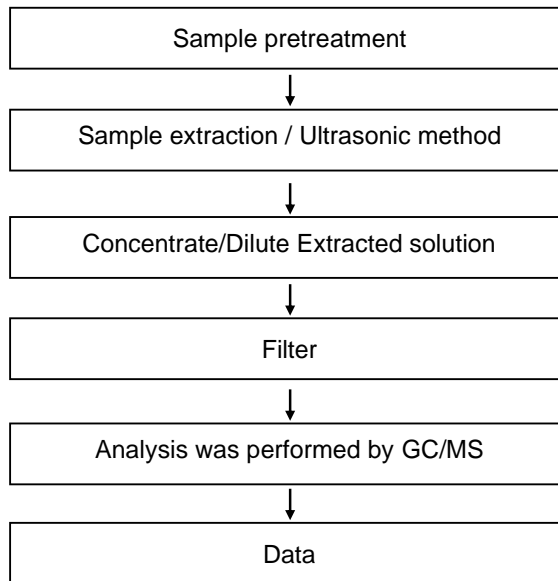 Sample pretreatment
Sample extraction / Ultrasonic method
Concentrate/Dilute Extracted solution
Filter
Analysis was performed by GC/MS
Data